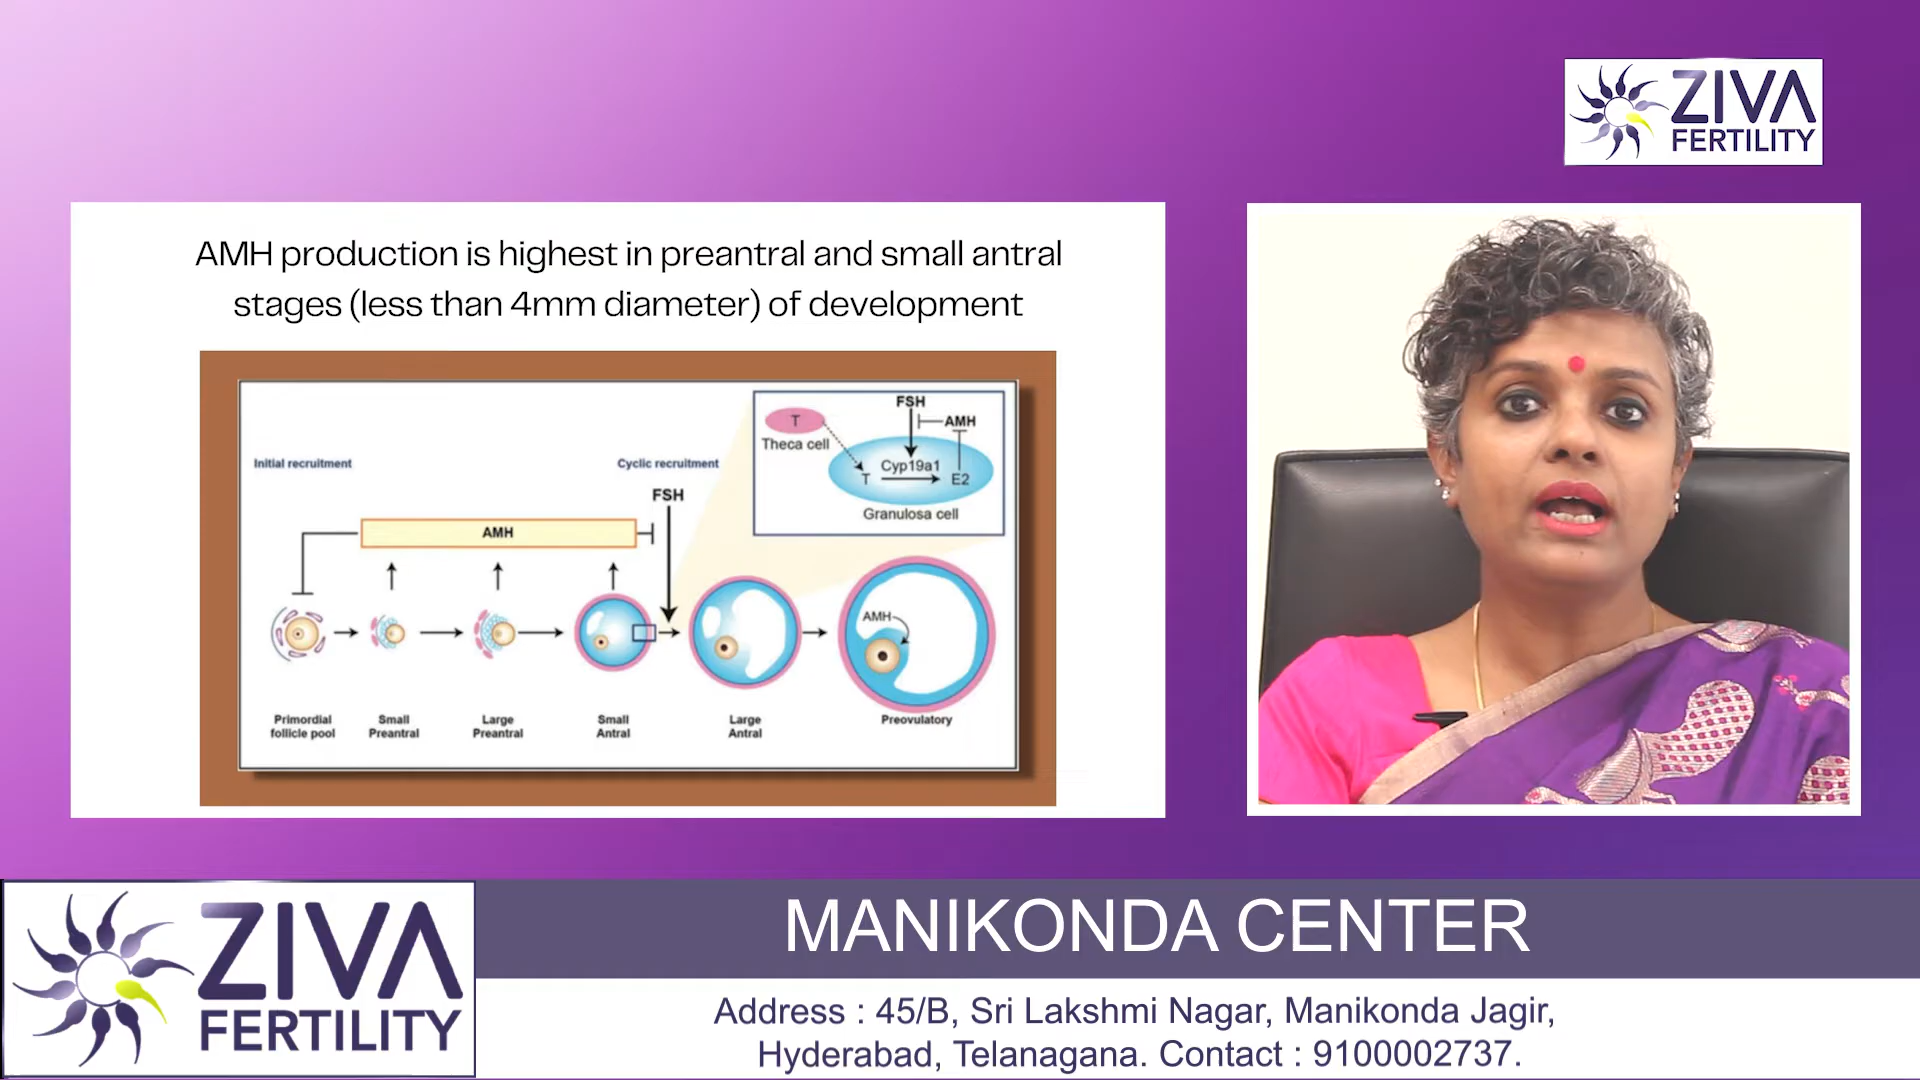 ZIVA
FERTILITY
AMH production is highest in preantral and small antral
stages (less than 4mm diameter) of development
FSH
AMH
T
Theca cell
Cyp19a1
T
E2
Granulosa cell
Initial recruitment
Cyclic recruitment
FSH
AMH
AMH
Primordial
follicle pool
Small
Preantral
Large
Preantral
Small
Antral
Large
Antral
Preovulatory
ZIVA
FERTILITY
MANIKONDA CENTER
Address : 45/B, Sri Lakshmi Nagar, Manikonda Jagir,
Hyderabad, Telanagana. Contact : 9100002737.